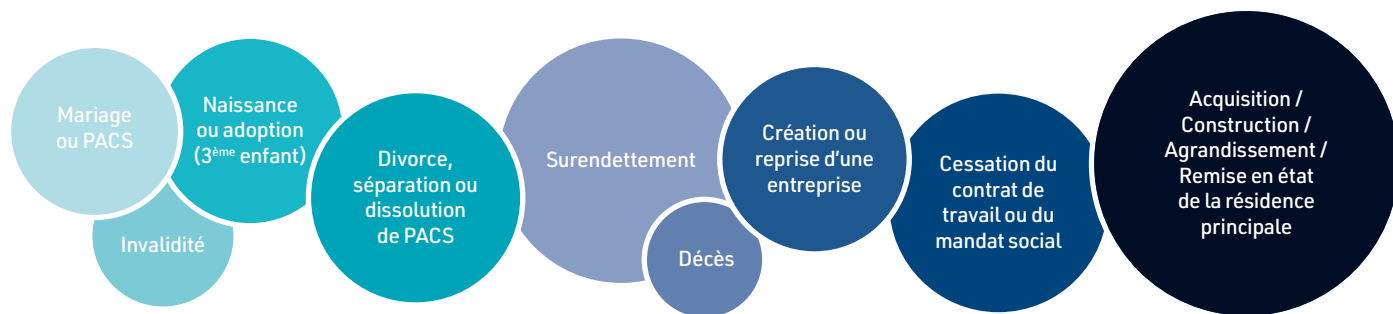 Mariage
ou PACS
Naissance
ou adoption
(3ème enfant)
Invalidité
Divorce,
séparation ou
dissolution
de PACS
Surendettement
Décès
Création ou
reprise d’une
entreprise
Cessation du
contrat de
travail ou du
mandat social
Acquisition /
Construction /
Agrandissement /
Remise en état
de la résidence
principale